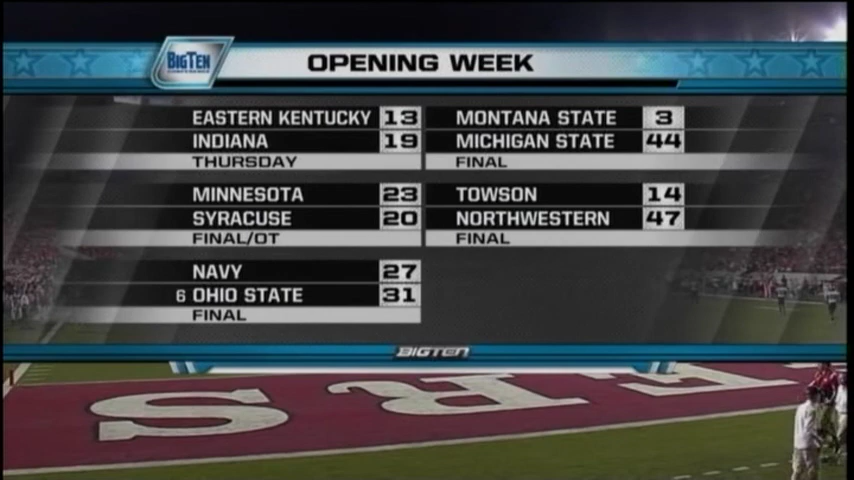 BIG TEN
OPENING WEEK
EASTERN KENTUCKY 13
INDIANA 19
THURSDAY
MONTANA STATE 3
MICHIGAN STATE 44
FINAL
MINNESOTA 23
SYRACUSE 20
FINAL/OT
TOWSON 14
NORTHWESTERN 47
FINAL
NAVY 27
6 OHIO STATE 31
FINAL
BIG TEN
ERS